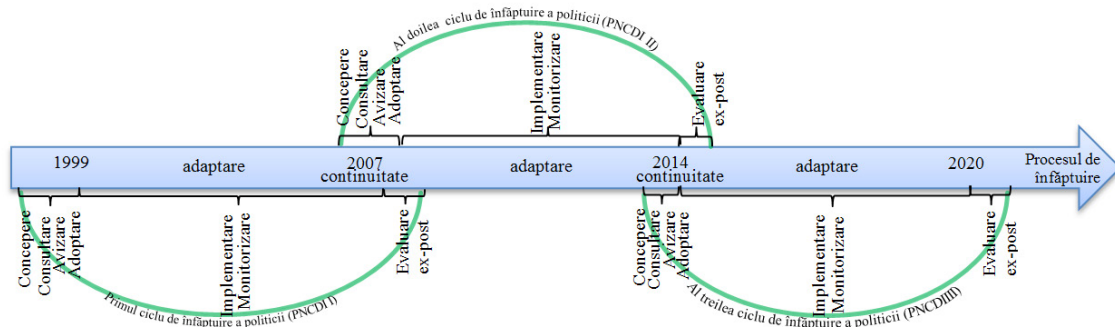 Al doilea ciclu de înfăptuire a politicii (PNCDI II)
Concepere
Consultare
Avizare
Adoptare
Implementare
Monitorizare
Evaluare
ex-post
1999
adaptare
2007
continuitate
adaptare
2014
continuitate
adaptare
2020
Procesul de
înfăptuire
Concepere
Consultare
Avizare
Adoptare
Implementare
Monitorizare
Evaluare
ex-post
Primul ciclu de înfăptuire a politicii (PNCDI I)
Concepere
Consultare
Avizare
Adoptare
Implementare
Monitorizare
Evaluare
ex-post
Al treilea ciclu de înfăptuire a politicii (PNCDIIII)